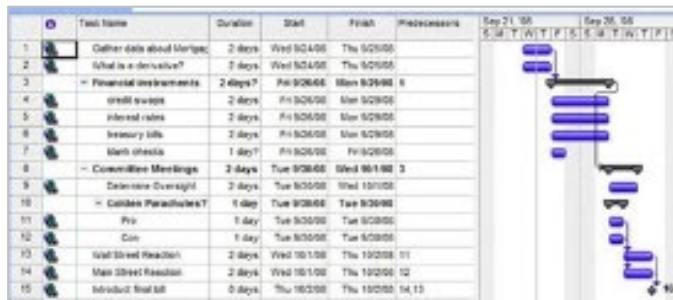 Task Name Duration Start Finish Predecessors Sep 21, '08 Sep 28, '08
S M T W T F S S M T W T F S
1 Gather data about Mortgag 2 days Wed 9/24/08 Thu 9/25/08
2 What is a derivative? 2 days Wed 9/24/08 Thu 9/25/08
3 Financial instruments 2 days? Fri 9/26/08 Mon 9/29/08 1
4 credit swaps 2 days Fri 9/26/08 Mon 9/29/08
5 interest rates 2 days Fri 9/26/08 Mon 9/29/08
6 treasury bills 2 days Fri 9/26/08 Mon 9/29/08
7 blank checks 1 day? Fri 9/26/08 Fri 9/26/08
8 Committee Meetings 2 days Tue 9/30/08 Wed 10/1/08 3
9 Determine Oversight 2 days Tue 9/30/08 Wed 10/1/08
10 Golden Parachutes? 1 day Tue 9/30/08 Tue 9/30/08
11 Pro 1 day Tue 9/30/08 Tue 9/30/08
12 Con 1 day Tue 9/30/08 Tue 9/30/08
13 Wall Street Reaction 2 days Wed 10/1/08 Thu 10/2/08 11
14 Main Street Reaction 2 days Wed 10/1/08 Thu 10/2/08 12
15 Introduct final bill 0 days Thu 10/2/08 Thu 10/2/08 14,13